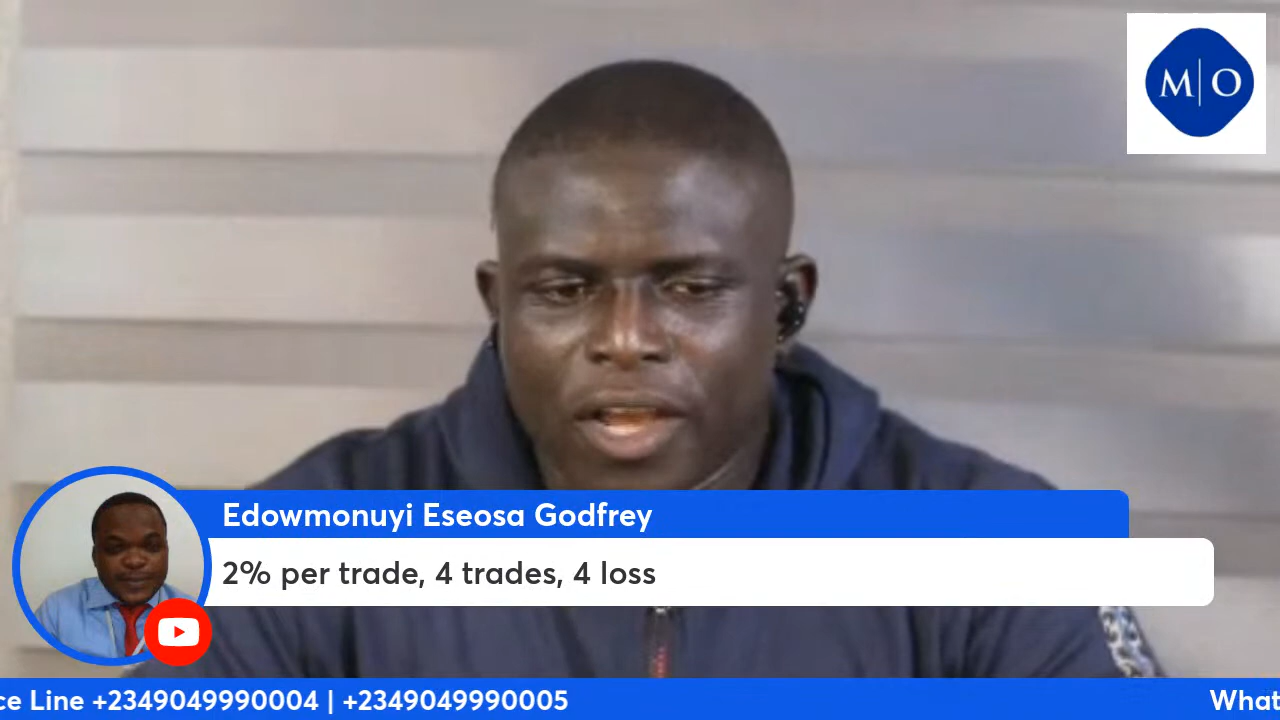 M|O
Edowmonuyi Eseosa Godfrey
2% per trade, 4 trades, 4 loss
ce Line +2349049990004 | +2349049990005
What